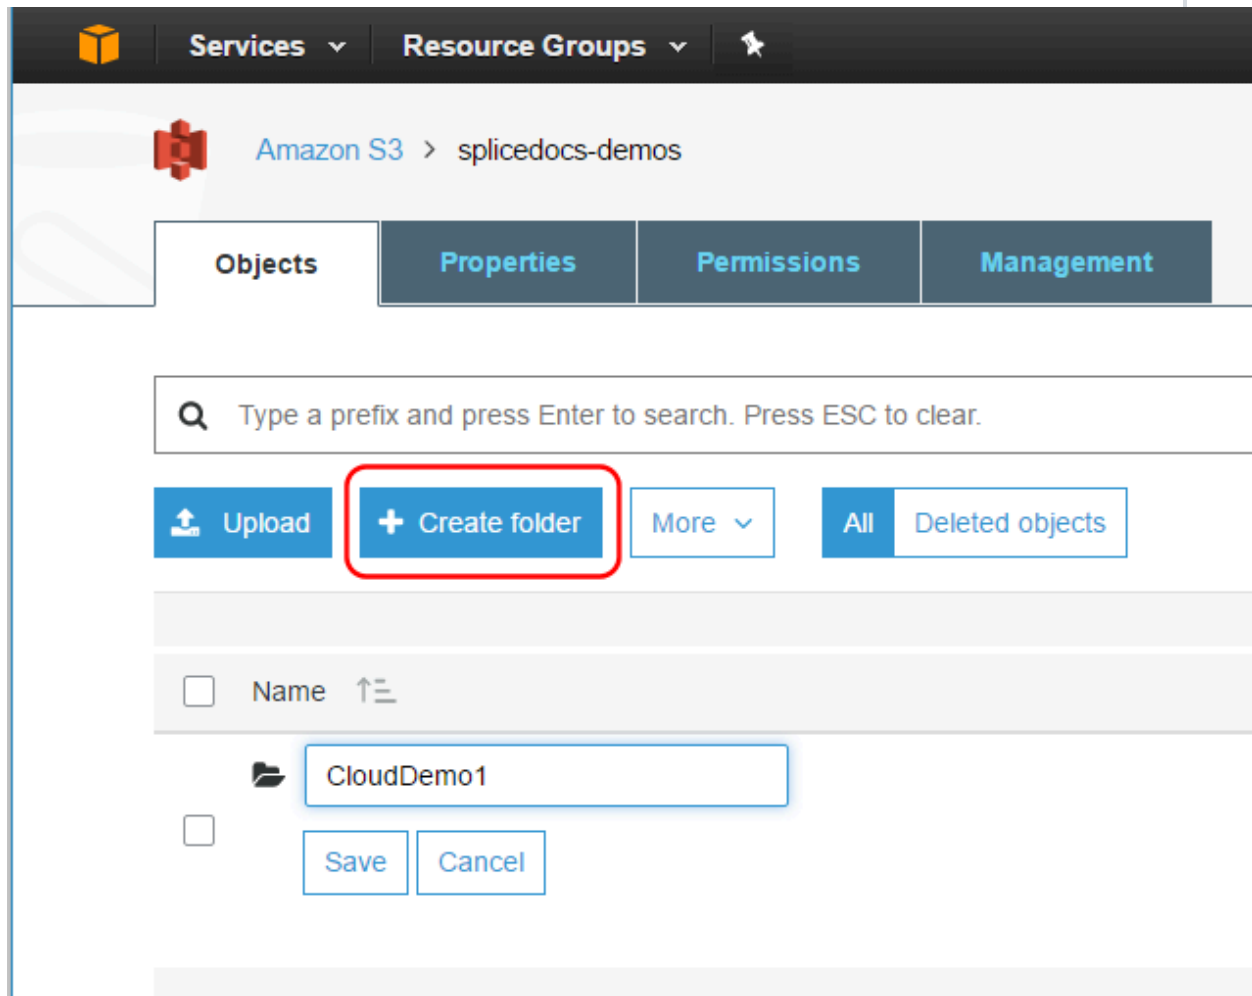 Services Resource Groups
Amazon S3 > splicedocs-demos
Objects Properties Permissions Management
Type a prefix and press Enter to search. Press ESC to clear.
Upload + Create folder More All Deleted objects
Name
CloudDemo1
Save Cancel